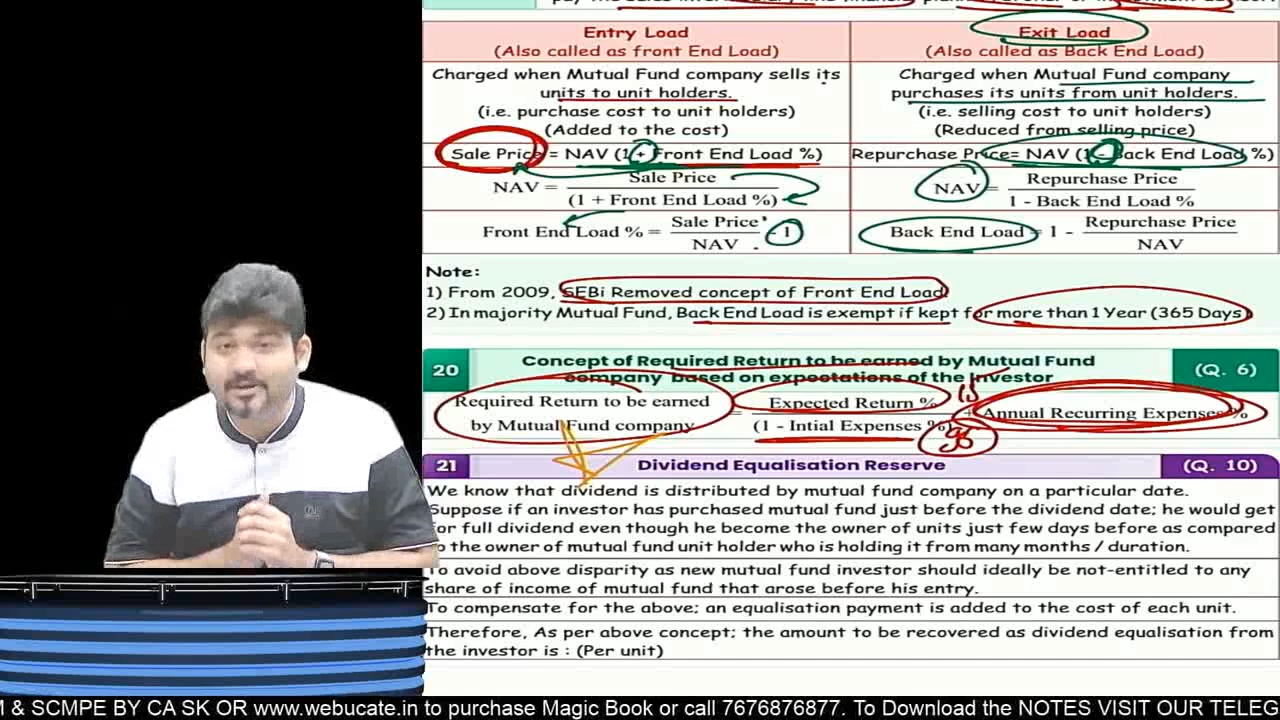 Entry Load
(Also called as front End Load)
Exit Load
(Also called as Back End Load)
Charged when Mutual Fund company sells its
units to unit holders.
(i.e. purchase cost to unit holders)
(Added to the cost)
Charged when Mutual Fund company
purchases its units from unit holders.
(i.e. selling cost to unit holders)
(Reduced from selling price)
Sale Price = NAV (1 + Front End Load %)
Repurchase Price= NAV (1 - Back End Load %)
NAV = Sale Price
(1 + Front End Load %)
NAV = Repurchase Price
1 - Back End Load %
Front End Load % = Sale Price
NAV - 1
Back End Load = 1 - Repurchase Price
NAV
Note:
1) From 2009, SEBi Removed concept of Front End Load.
2) In majority Mutual Fund, Back End Load is exempt if kept for more than 1 Year (365 Days)
20 Concept of Required Return to be earned by Mutual Fund (Q. 6)
company based on expectations of the Investor
Required Return to be earned
by Mutual Fund company
= Expected Return % + Annual Recurring Expenses %
(1 - Intial Expenses %)
15
21 Dividend Equalisation Reserve (Q. 10)
We know that dividend is distributed by mutual fund company on a particular date.
Suppose if an investor has purchased mutual fund just before the dividend date; he would get
for full dividend even though he become the owner of units just few days before as compared
to the owner of mutual fund unit holder who is holding it from many months / duration.
To avoid above disparity as new mutual fund investor should ideally be not-entitled to any
share of income of mutual fund that arose before his entry.
To compensate for the above; an equalisation payment is added to the cost of each unit.
Therefore, As per above concept; the amount to be recovered as dividend equalisation from
the investor is : (Per unit)
M & SCMPE BY CA SK OR www.webucate.in to purchase Magic Book or call 7676876877. To Download the NOTES VISIT OUR TELEG